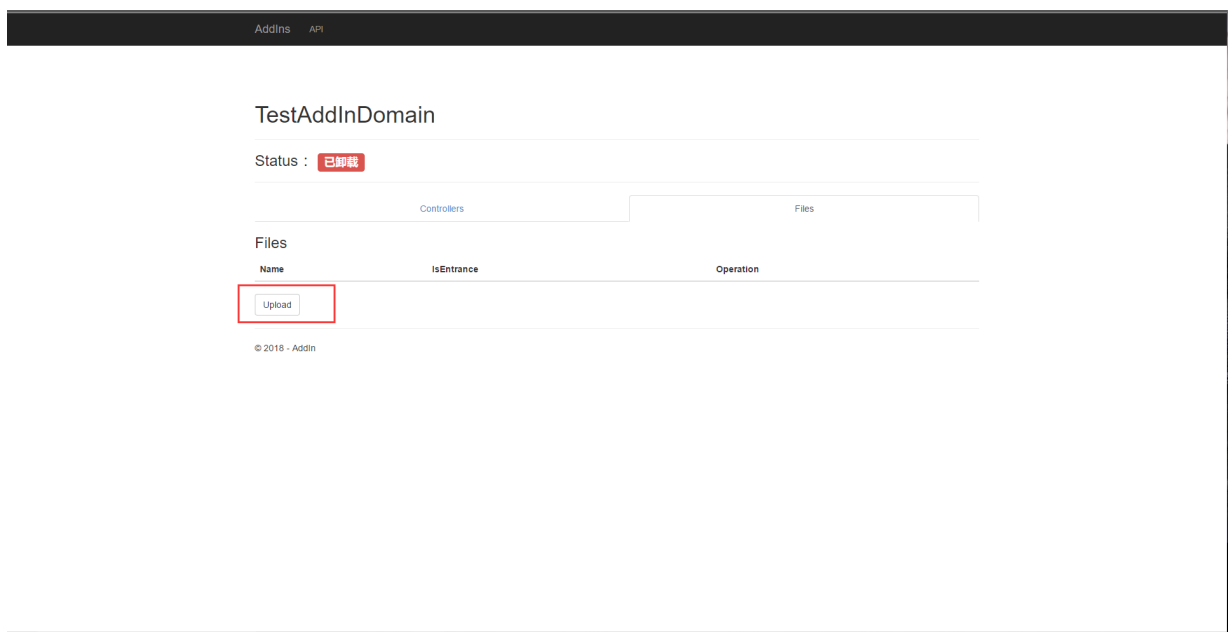 AddIns API
TestAddInDomain
Status： 已卸载
Controllers Files
Files
Name IsEntrance Operation
Upload
© 2018 - AddIn